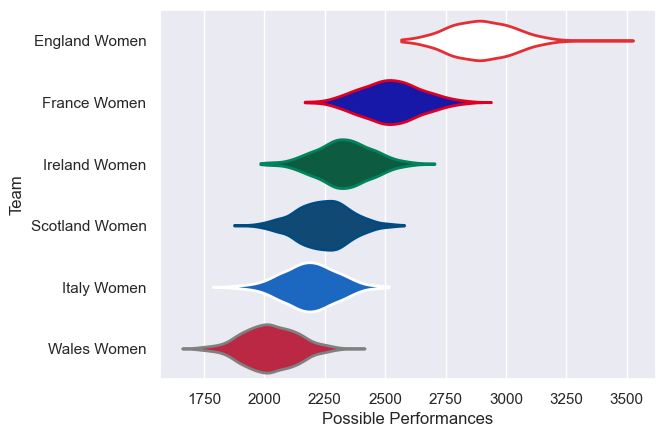 England Women
France Women
Ireland Women
Scotland Women
Italy Women
Wales Women
Team
1750 2000 2250 2500 2750 3000 3250 3500
Possible Performances